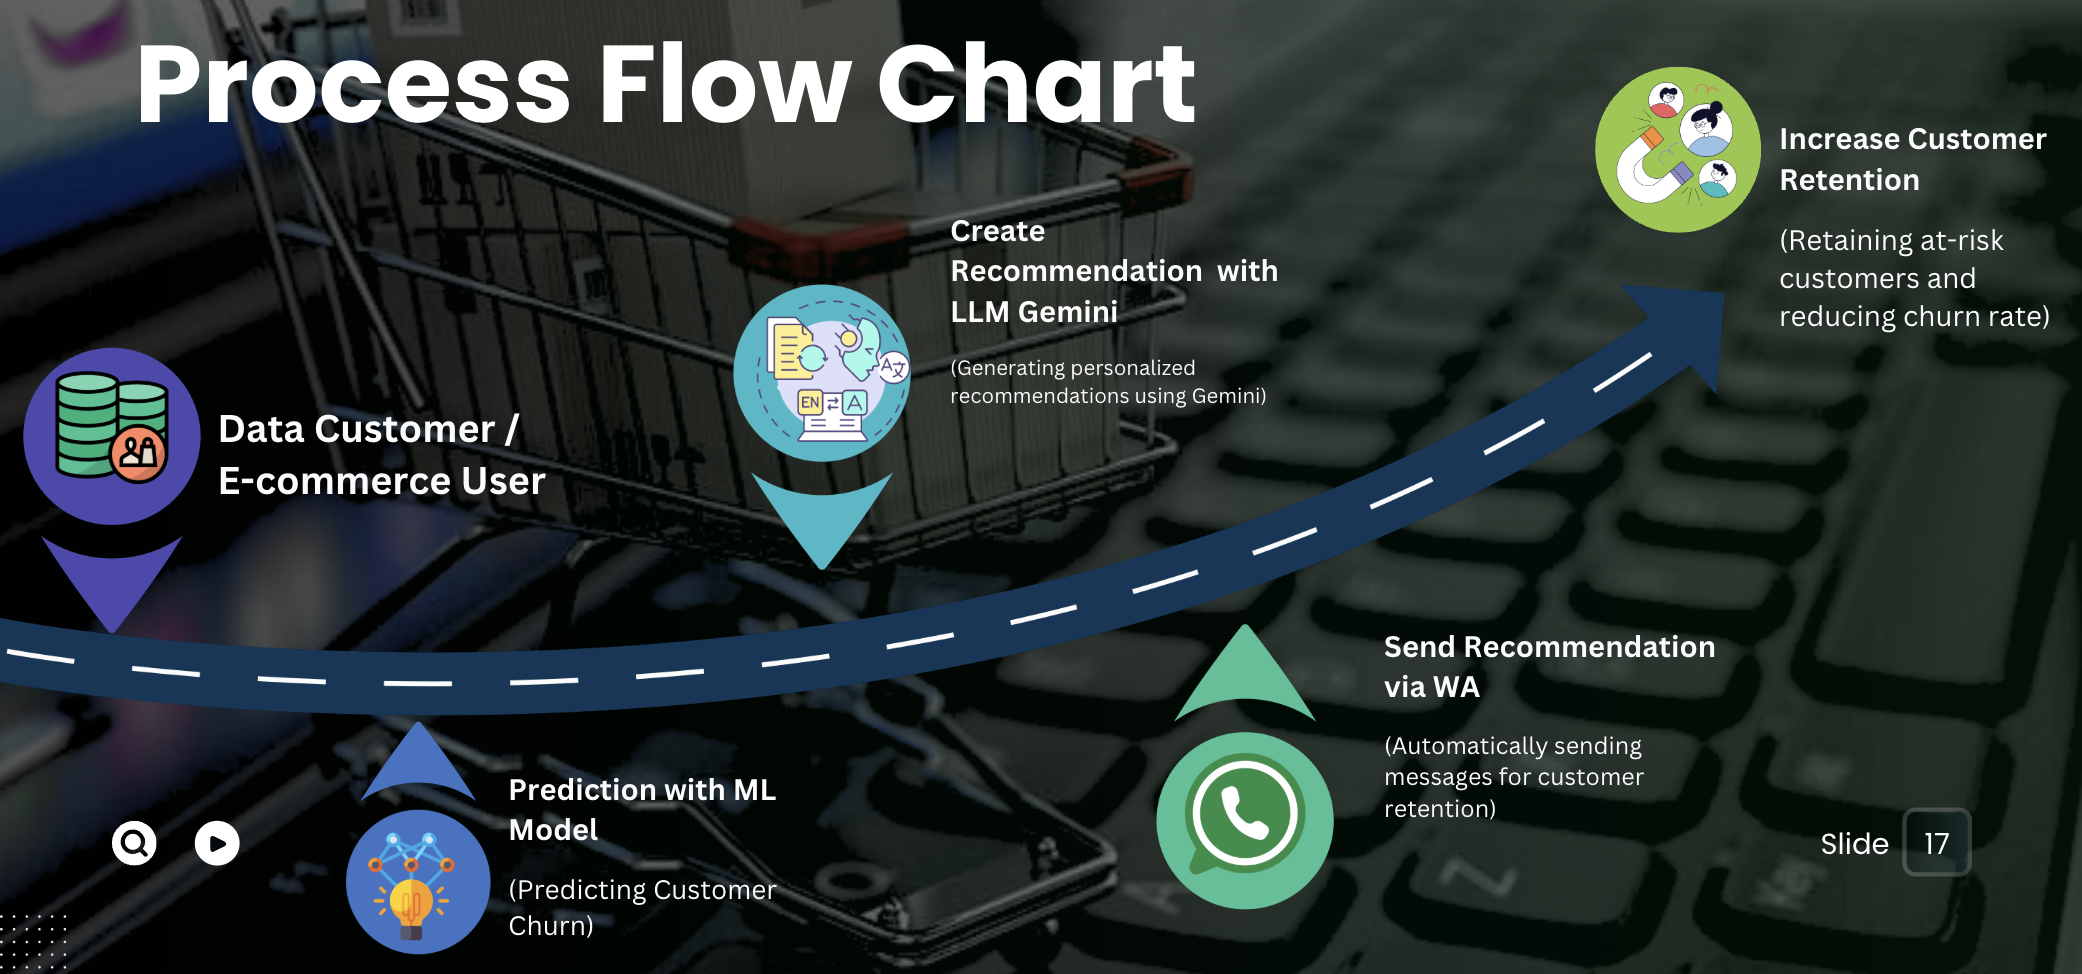 Process Flow Chart
Data Customer /
E-commerce User
Prediction with ML
Model
(Predicting Customer
Churn)
Create
Recommendation with
LLM Gemini
(Generating personalized
recommendations using Gemini)
EN
A
A文
Send Recommendation
via WA
(Automatically sending
messages for customer
retention)
Increase Customer
Retention
(Retaining at-risk
customers and
reducing churn rate)
Slide 17
A
Z